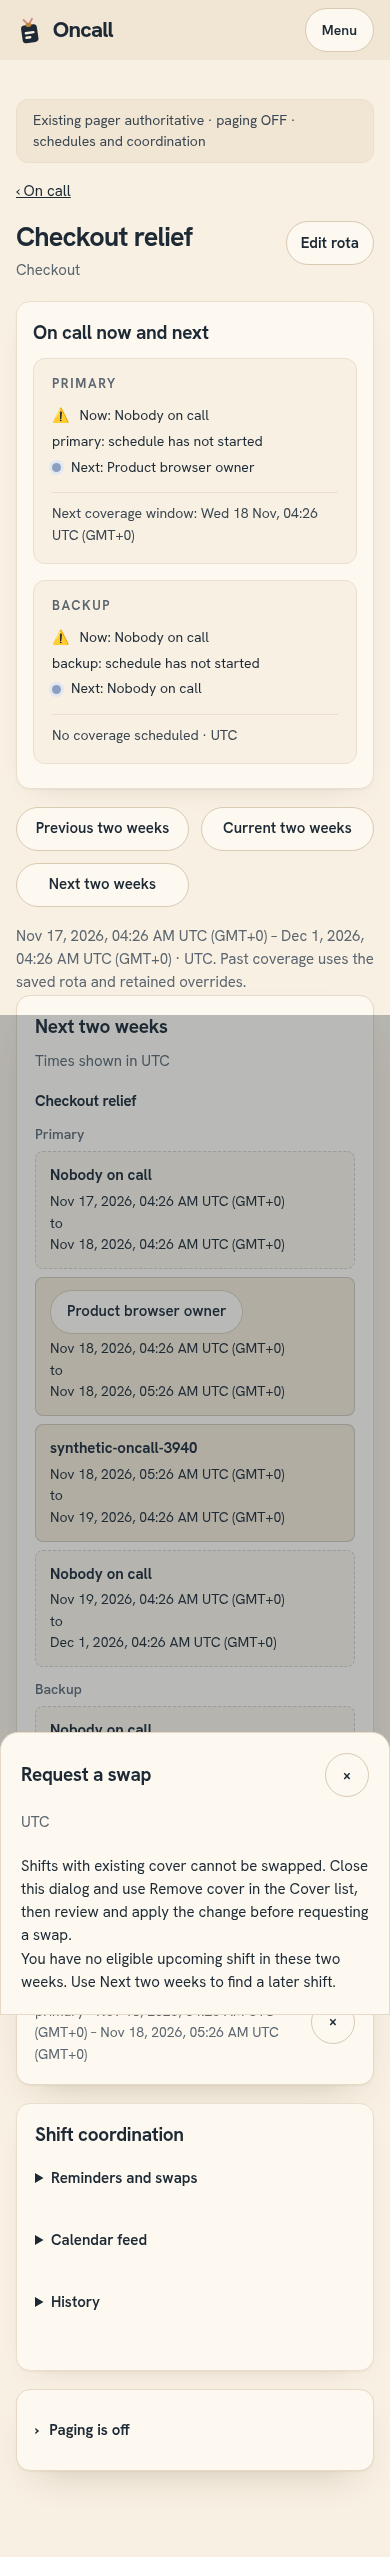 Oncall
Menu
Existing pager authoritative · paging OFF ·
schedules and coordination
‹ On call
Checkout relief
Edit rota
Checkout
On call now and next
PRIMARY
⚠️ Now: Nobody on call
primary: schedule has not started
Next: Product browser owner
Next coverage window: Wed 18 Nov, 04:26
UTC (GMT+0)
BACKUP
⚠️ Now: Nobody on call
backup: schedule has not started
Next: Nobody on call
No coverage scheduled · UTC
Previous two weeks
Current two weeks
Next two weeks
Nov 17, 2026, 04:26 AM UTC (GMT+0) – Dec 1, 2026,
04:26 AM UTC (GMT+0) · UTC. Past coverage uses the
saved rota and retained overrides.
Next two weeks
Times shown in UTC
Checkout relief
Primary
Nobody on call
Nov 17, 2026, 04:26 AM UTC (GMT+0)
to
Nov 18, 2026, 04:26 AM UTC (GMT+0)
Product browser owner
Nov 18, 2026, 04:26 AM UTC (GMT+0)
to
Nov 18, 2026, 05:26 AM UTC (GMT+0)
synthetic-oncall-3940
Nov 18, 2026, 05:26 AM UTC (GMT+0)
to
Nov 19, 2026, 04:26 AM UTC (GMT+0)
Nobody on call
Nov 19, 2026, 04:26 AM UTC (GMT+0)
to
Dec 1, 2026, 04:26 AM UTC (GMT+0)
Backup
Nobody on call
Request a swap
×
UTC
Shifts with existing cover cannot be swapped. Close
this dialog and use Remove cover in the Cover list,
then review and apply the change before requesting
a swap.
You have no eligible upcoming shift in these two
weeks. Use Next two weeks to find a later shift.
primary · Nov 18, 2026, 04:26 AM UTC
(GMT+0) – Nov 18, 2026, 05:26 AM UTC
(GMT+0)
×
Shift coordination
▶ Reminders and swaps
▶ Calendar feed
▶ History
› Paging is off